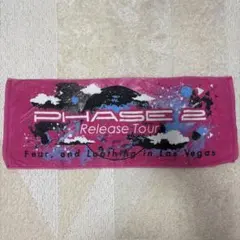 PHASE 2
Release Tour
Fear, and Loathing in Las Vegas